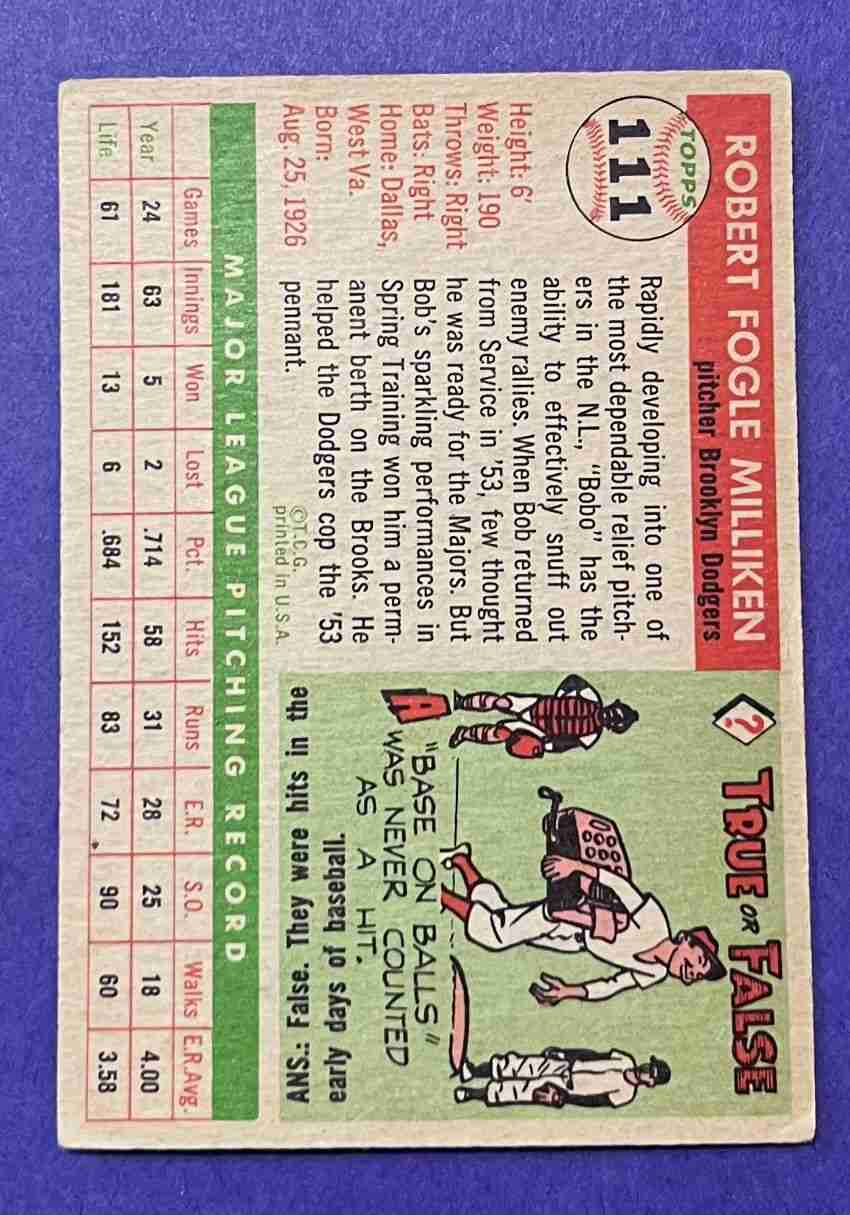 TOPPS
111
ROBERT FOGLE MILLIKEN
pitcher Brooklyn Dodgers
Height: 6'
Weight: 190
Throws: Right
Bats: Right
Home: Dallas,
West Va.
Born:
Aug. 25, 1926
Rapidly developing into one of
the most dependable relief pitch-
ers in the N.L., "Bobo" has the
ability to effectively snuff out
enemy rallies. When Bob returned
from Service in '53, few thought
he was ready for the Majors. But
Bob's sparkling performances in
Spring Training won him a perm-
anent berth on the Brooks. He
helped the Dodgers cop the '53
pennant.
©T.C.G.
printed in U.S.A.
? TRUE OR FALSE
A "BASE ON BALLS"
WAS NEVER COUNTED
AS A HIT.
ANS.: False. They were hits in the
early days of baseball.
MAJOR LEAGUE PITCHING RECORD
Games Innings Won Lost Pct. Hits Runs E.R. S.O. Walks E.R.Avg.
Year 24 63 5 2 .714 58 31 28 25 18 4.00
Life 61 181 13 6 .684 152 83 72 90 60 3.58